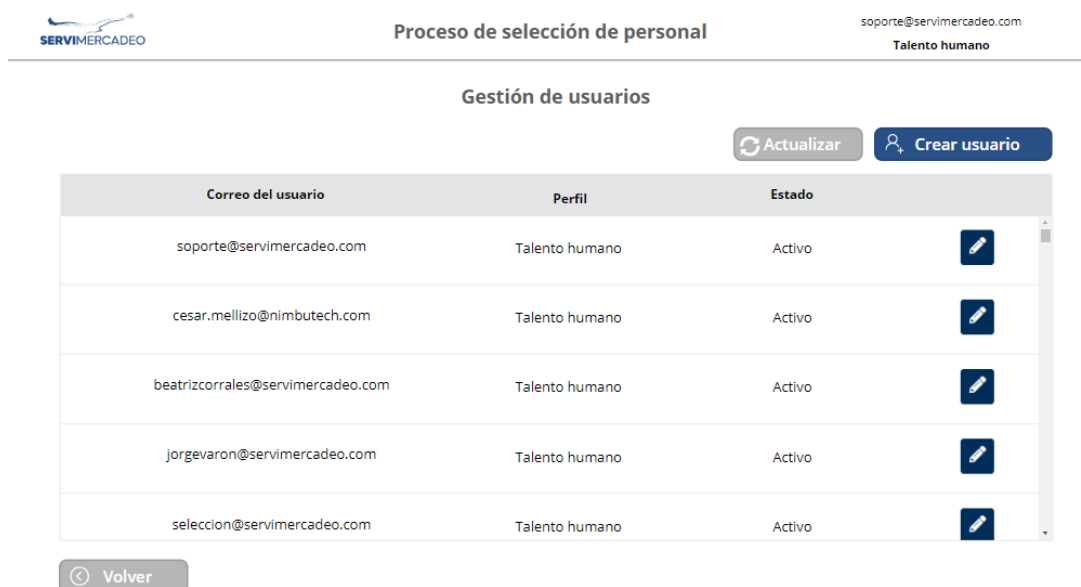 SERVIMERCADEO
Proceso de selección de personal
soporte@servimercadeo.com
Talento humano
Gestión de usuarios
Actualizar
Crear usuario
Correo del usuario Perfil Estado
soporte@servimercadeo.com Talento humano Activo
cesar.mellizo@nimbutech.com Talento humano Activo
beatrizcorrales@servimercadeo.com Talento humano Activo
jorgevaron@servimercadeo.com Talento humano Activo
seleccion@servimercadeo.com Talento humano Activo
Volver